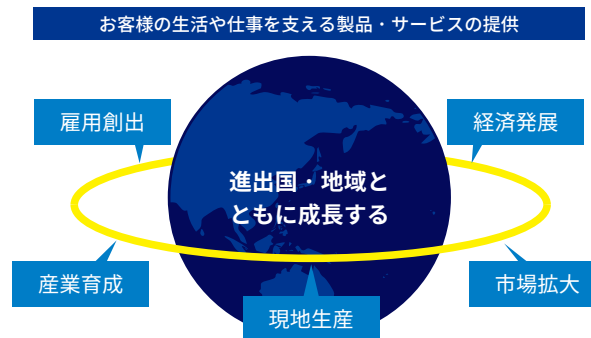 お客様の生活や仕事を支える製品・サービスの提供
雇用創出
経済発展
進出国・地域と
ともに成長する
産業育成
市場拡大
現地生産